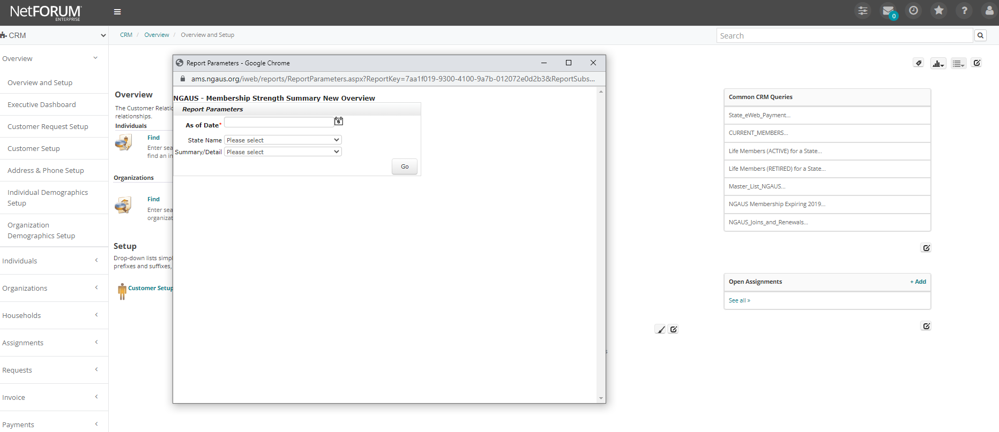 NetFORUM
ENTERPRISE
0
?
CRM
CRM / Overview / Overview and Setup
Search
Overview
Overview and Setup
Executive Dashboard
Customer Request Setup
Customer Setup
Address & Phone Setup
Individual Demographics
Setup
Organization
Demographics Setup
Individuals
Organizations
Households
Assignments
Requests
Invoice
Payments
Overview
The Customer Relatio
relationships.
Individuals
Find
Enter sea
find an in
Organizations
Find
Enter sea
organizat
Setup
Drop-down lists simpl
prefixes and suffixes,
Customer Setup
Report Parameters - Google Chrome
ams.ngaus.org/iweb/reports/ReportParameters.aspx?ReportKey=7aa1f019-9300-4100-9a7b-012072e0d2b3&ReportSubs...
NGAUS - Membership Strength Summary New Overview
Report Parameters
As of Date*
6
State Name Please select
Summary/Detail Please select
Go
s
Common CRM Queries
State_eWeb_Payment...
CURRENT_MEMBERS...
Life Members (ACTIVE) for a State...
Life Members (RETIRED) for a State...
Master_List_NGAUS...
NGAUS Membership Expiring 2019...
NGAUS_Joins_and_Renewals...
Open Assignments + Add
See all »